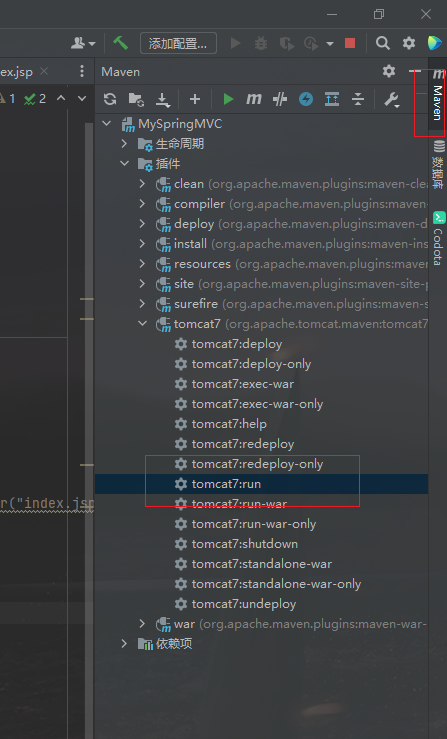 添加配置...
ex.jsp
Maven
1 2
MySpringMVC
生命周期
插件
clean (org.apache.maven.plugins:maven-clea
compiler (org.apache.maven.plugins:maven-
deploy (org.apache.maven.plugins:maven-d
install (org.apache.maven.plugins:maven-ins
resources (org.apache.maven.plugins:maven
site (org.apache.maven.plugins:maven-site-p
surefire (org.apache.maven.plugins:maven-s
tomcat7 (org.apache.tomcat.maven:tomcat7
tomcat7:deploy
tomcat7:deploy-only
tomcat7:exec-war
tomcat7:exec-war-only
tomcat7:help
tomcat7:redeploy
tomcat7:redeploy-only
tomcat7:run
r("index.jsp
tomcat7:run-war
tomcat7:run-war-only
tomcat7:shutdown
tomcat7:standalone-war
tomcat7:standalone-war-only
tomcat7:undeploy
war (org.apache.maven.plugins:maven-war-
依赖项
Maven
数据库
Codota